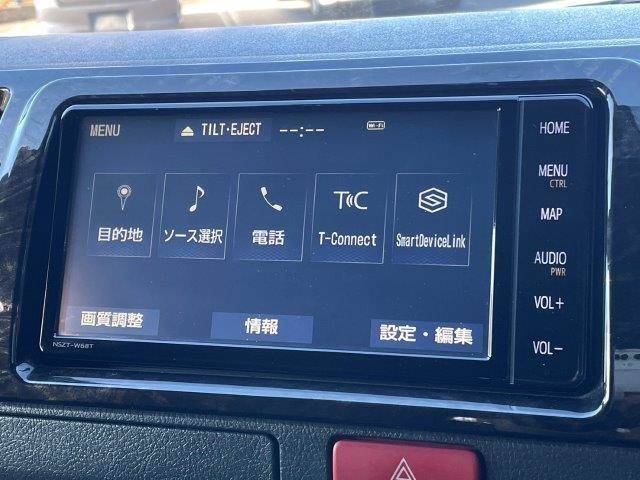 MENU
TILT・EJECT
--:--
Wi-Fi
目的地
ソース選択
電話
T-Connect
SmartDeviceLink
画質調整
情報
設定・編集
NSZT-W68T
HOME
MENU
CTRL
MAP
AUDIO
PWR
VOL+
VOL-